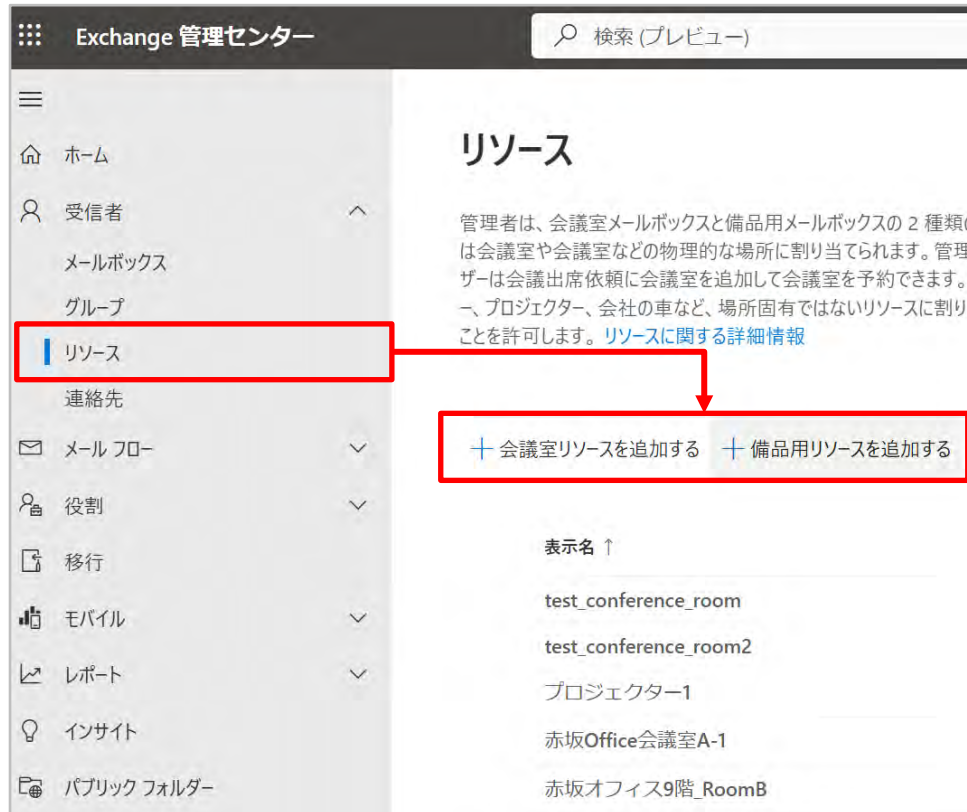 Exchange 管理センター
検索 (プレビュー)
ホーム
受信者
メールボックス
グループ
リソース
連絡先
メール フロー
役割
移行
モバイル
レポート
インサイト
パブリック フォルダー
リソース
管理者は、会議室メールボックスと備品用メールボックスの 2 種類
は会議室や会議室などの物理的な場所に割り当てられます。管理
ザーは会議出席依頼に会議室を追加して会議室を予約できます。
ー、プロジェクター、会社の車など、場所固有ではないリソースに割り
ことを許可します。 リソースに関する詳細情報
＋ 会議室リソースを追加する ＋ 備品用リソースを追加する
表示名 ↑
test_conference_room
test_conference_room2
プロジェクター1
赤坂Office会議室A-1
赤坂オフィス9階_RoomB